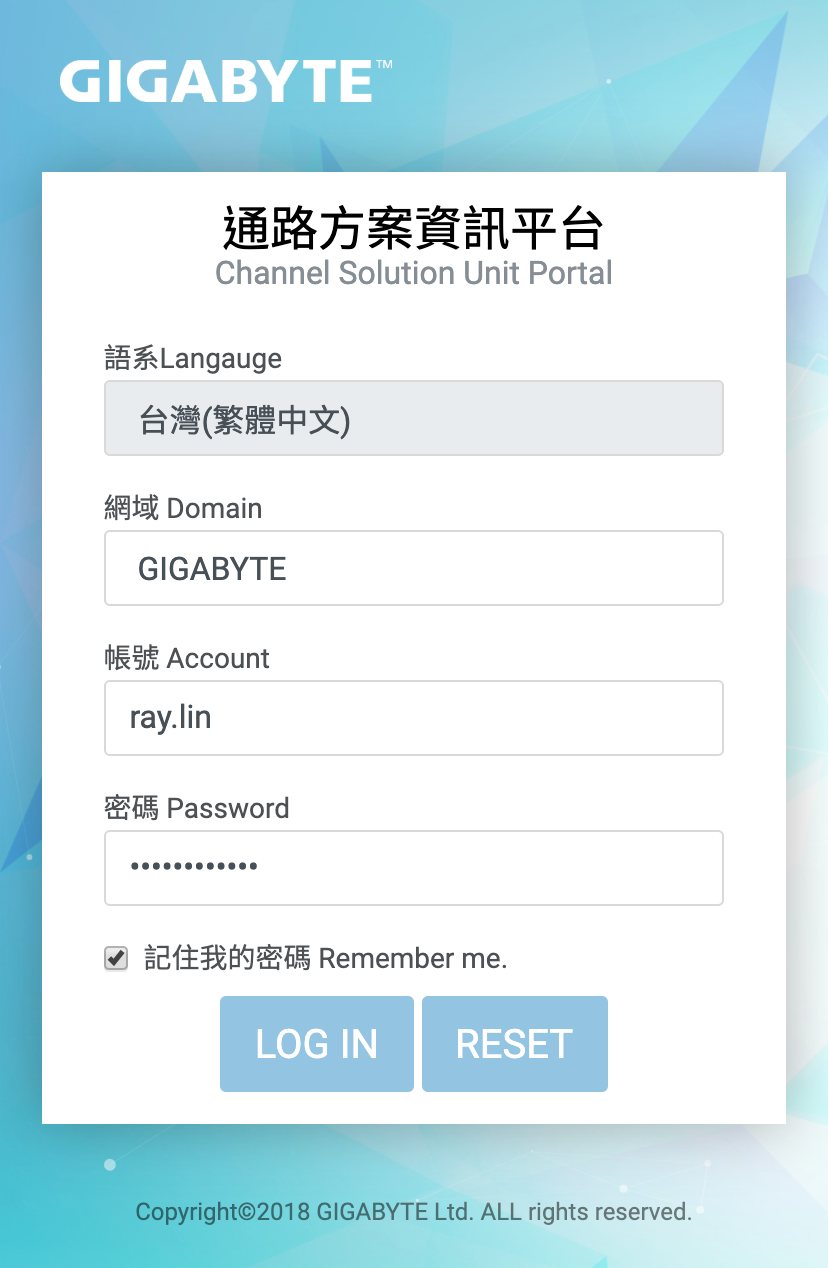 GIGABYTE™
通路方案資訊平台
Channel Solution Unit Portal
語系Langauge
台灣(繁體中文)
網域 Domain
GIGABYTE
帳號 Account
ray.lin
密碼 Password
••••••••••••
記住我的密碼 Remember me.
LOG IN RESET
Copyright©2018 GIGABYTE Ltd. ALL rights reserved.